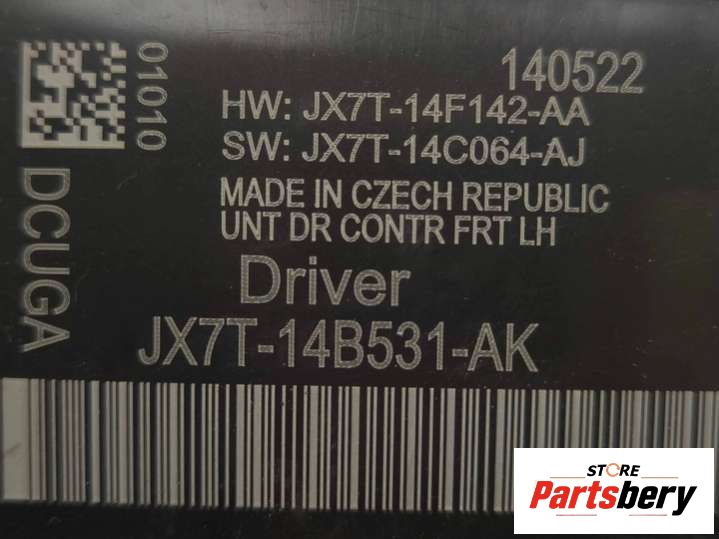 140522
01010
HW: JX7T-14F142-AA
SW: JX7T-14C064-AJ
MADE IN CZECH REPUBLIC
UNT DR CONTR FRT LH
DCUGA
Driver
JX7T-14B531-AK
STORE
Partsbery